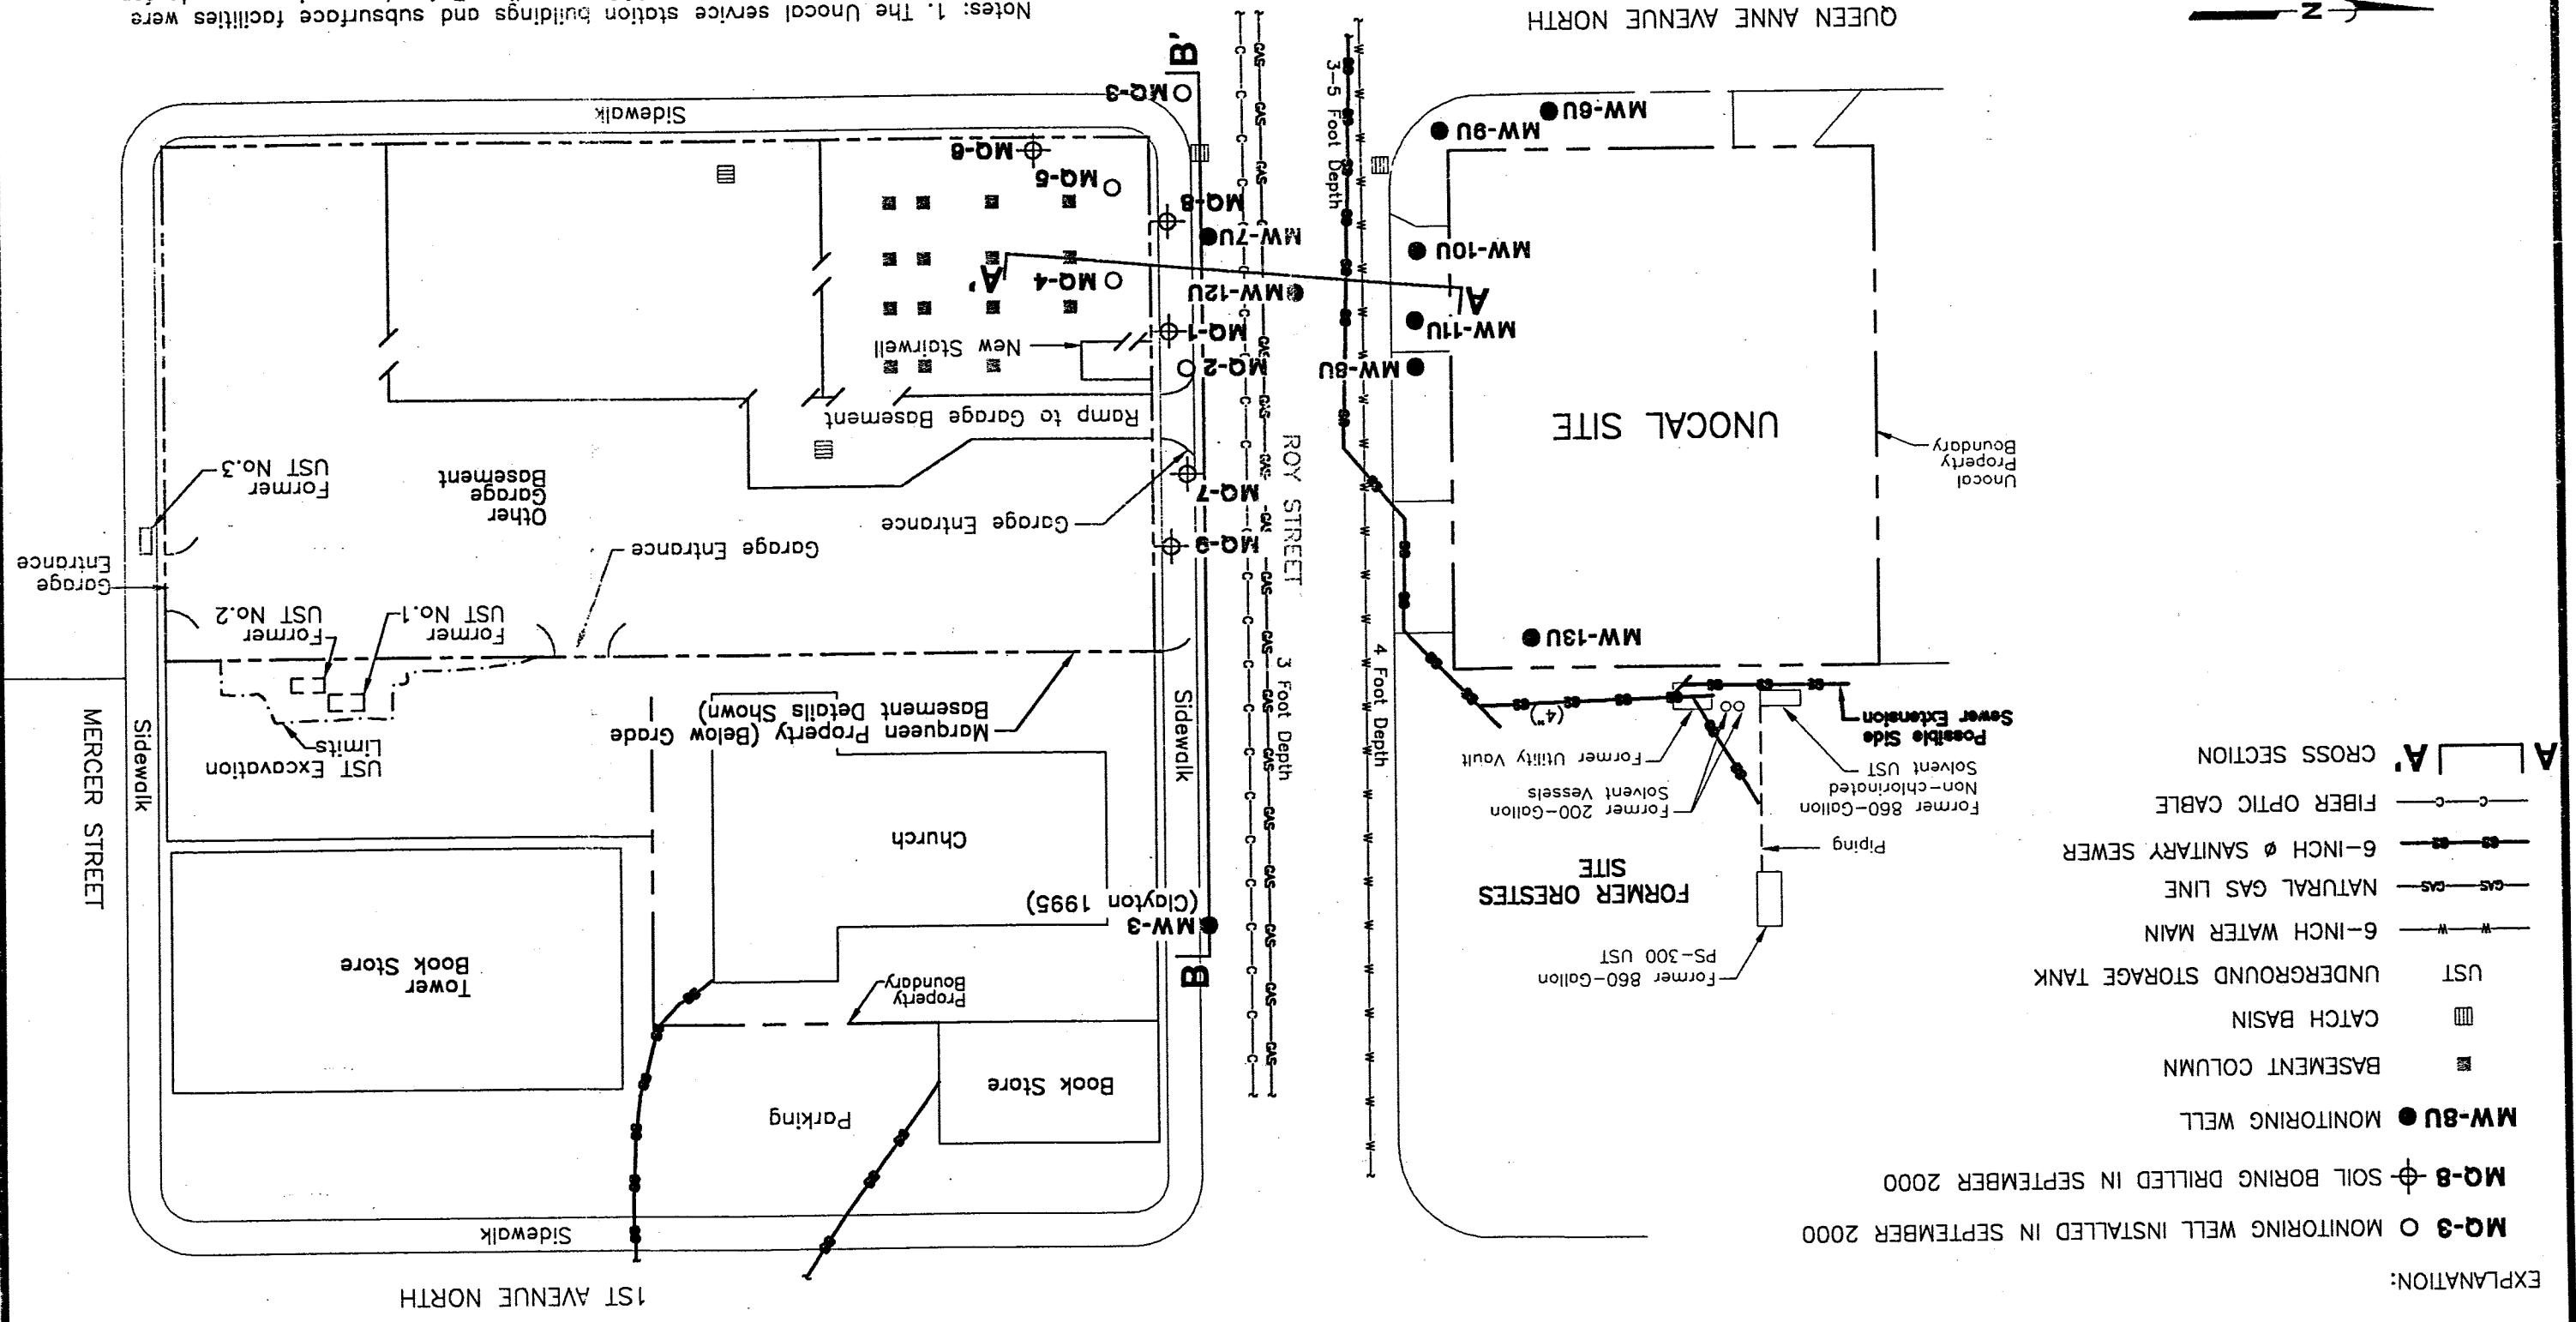 EXPLANATION:
MQ-3 MONITORING WELL INSTALLED IN SEPTEMBER 2000
MQ-8 SOIL BORING DRILLED IN SEPTEMBER 2000
MW-8U MONITORING WELL
BASEMENT COLUMN
CATCH BASIN
UST UNDERGROUND STORAGE TANK
W W 6-INCH WATER MAIN
GAS GAS NATURAL GAS LINE
SS SS 6-INCH Ø SANITARY SEWER
C C FIBER OPTIC CABLE
A A' CROSS SECTION
1ST AVENUE NORTH
Sidewalk
Parking
Book Store
Tower
Book Store
Property
Boundary
B
MW-3
(Clayton 1995)
Church
Former 860-Gallon
PS-300 UST
FORMER ORESTES
SITE
Piping
Former 860-Gallon
Non-chlorinated
Solvent UST
Former 200-Gallon
Solvent Vessels
Former Utility Vault
Possible Side
Sewer Extension
(4")
4 Foot Depth
3 Foot Depth
Sidewalk
UST Excavation
Limits
Marqueen Property (Below Grade
Basement Details Shown)
Sidewalk
MERCER STREET
MW-13U
Former
UST No.1
Former
UST No.2
Garage
Entrance
Garage Entrance
MQ-9
ROY STREET
Garage Entrance
MQ-7
Other
Garage
Basement
Former
UST No.3
Unocal
Property
Boundary
UNOCAL SITE
Ramp to Garage Basement
MW-8U
MQ-2
New Stairwell
MW-11U
MQ-1
A
MW-12U
MQ-4
A'
MW-10U
MW-7U
MQ-8
MQ-5
MQ-6
MW-9U
MW-6U
3-5 Foot Depth
Sidewalk
MQ-3
B'
N
QUEEN ANNE AVENUE NORTH
Notes: 1. The Unocal service station buildings and subsurface facilities were